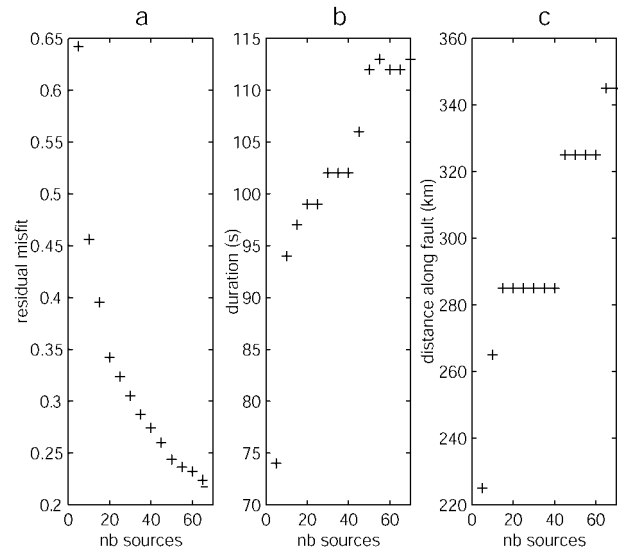 a
b
c
0.65
0.6
0.55
0.5
0.45
0.4
0.35
0.3
0.25
0.2
residual misfit
0 20 40 60
nb sources
115
110
105
100
95
90
85
80
75
70
duration (s)
0 20 40 60
nb sources
360
340
320
300
280
260
240
220
distance along fault (km)
0 20 40 60
nb sources